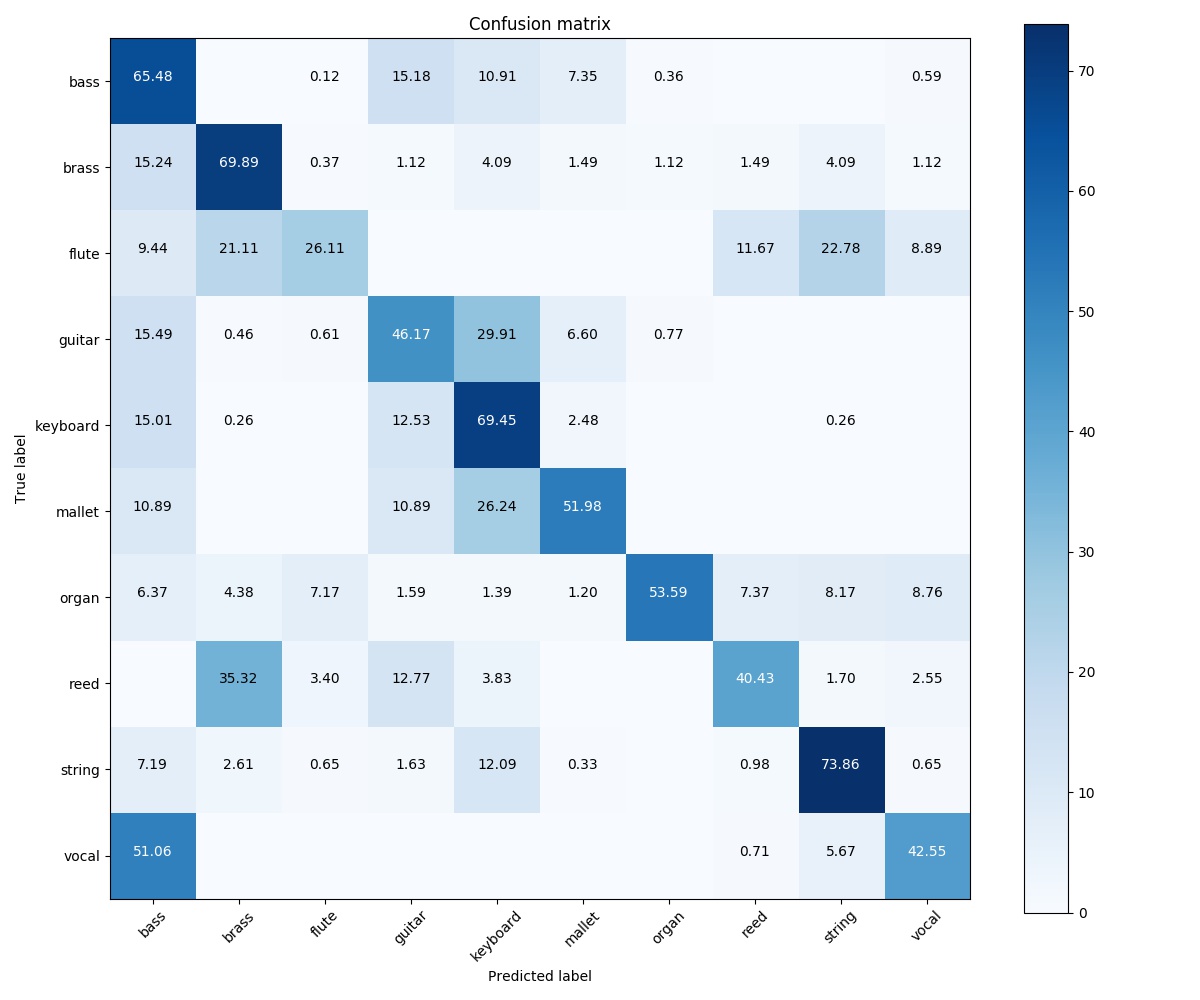 Confusion matrix
bass 65.48 0.12 15.18 10.91 7.35 0.36 0.59
brass 15.24 69.89 0.37 1.12 4.09 1.49 1.12 1.49 4.09 1.12
flute 9.44 21.11 26.11 11.67 22.78 8.89
guitar 15.49 0.46 0.61 46.17 29.91 6.60 0.77
keyboard 15.01 0.26 12.53 69.45 2.48 0.26
mallet 10.89 10.89 26.24 51.98
organ 6.37 4.38 7.17 1.59 1.39 1.20 53.59 7.37 8.17 8.76
reed 35.32 3.40 12.77 3.83 40.43 1.70 2.55
string 7.19 2.61 0.65 1.63 12.09 0.33 0.98 73.86 0.65
vocal 51.06 0.71 5.67 42.55
bass brass flute guitar keyboard mallet organ reed string vocal
Predicted label
True label
70
60
50
40
30
20
10
0